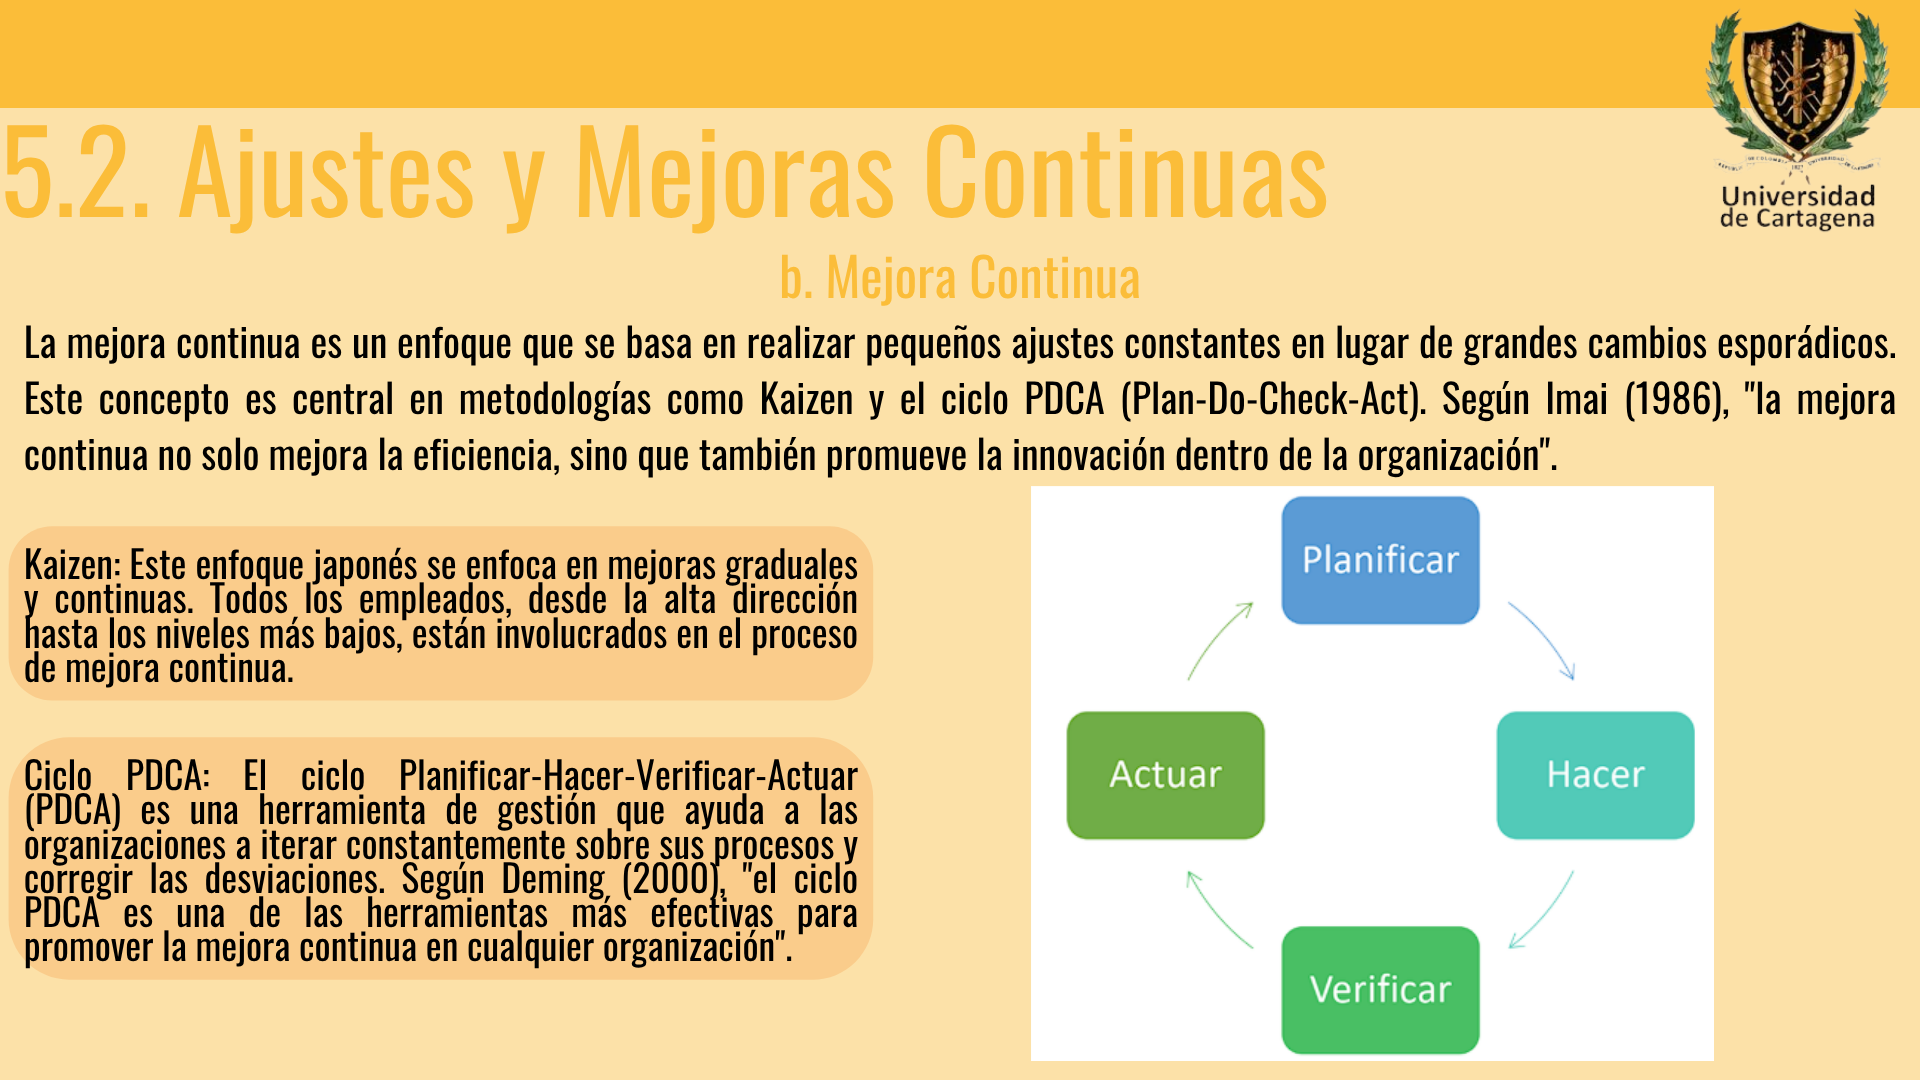 Universidad
de Cartagena
5.2. Ajustes y Mejoras Continuas
b. Mejora Continua
La mejora continua es un enfoque que se basa en realizar pequeños ajustes constantes en lugar de grandes cambios esporádicos.
Este concepto es central en metodologías como Kaizen y el ciclo PDCA (Plan-Do-Check-Act). Según Imai (1986), "la mejora
continua no solo mejora la eficiencia, sino que también promueve la innovación dentro de la organización".
Kaizen: Este enfoque japonés se enfoca en mejoras graduales
y continuas. Todos los empleados, desde la alta dirección
hasta los niveles más bajos, están involucrados en el proceso
de mejora continua.
Ciclo PDCA: El ciclo Planificar-Hacer-Verificar-Actuar
(PDCA) es una herramienta de gestión que ayuda a las
organizaciones a iterar constantemente sobre sus procesos y
corregir las desviaciones. Según Deming (2000), "el ciclo
PDCA es una de las herramientas más efectivas para
promover la mejora continua en cualquier organización".
Planificar
Hacer
Verificar
Actuar